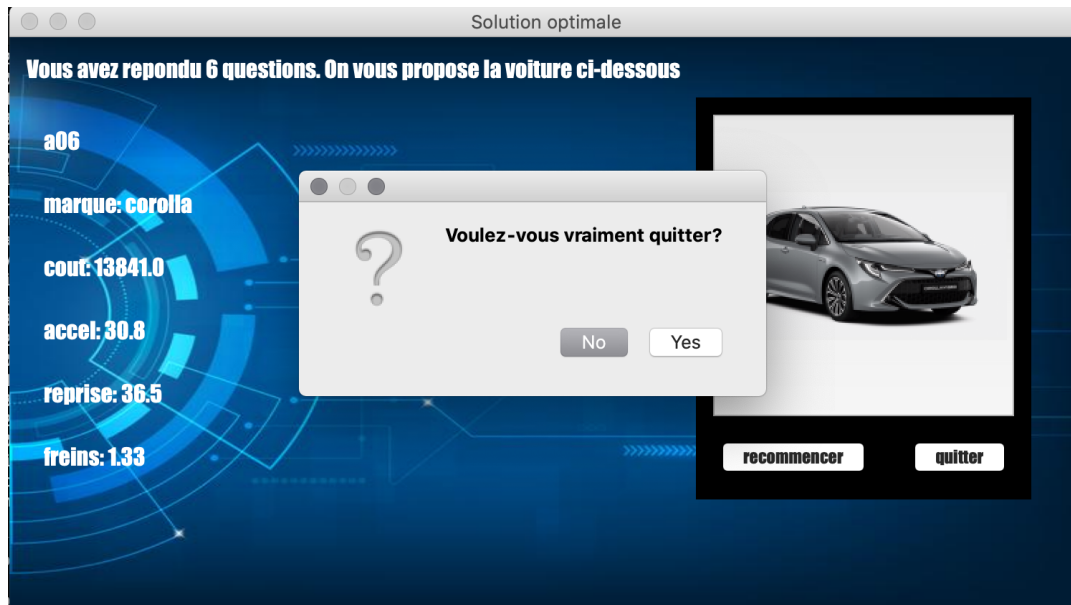 Solution optimale
Vous avez repondu 6 questions. On vous propose la voiture ci-dessous
a06
marque: corolla
cout: 13841.0
accel: 30.8
reprise: 36.5
freins: 1.33
Voulez-vous vraiment quitter?
No Yes
recommencer quitter